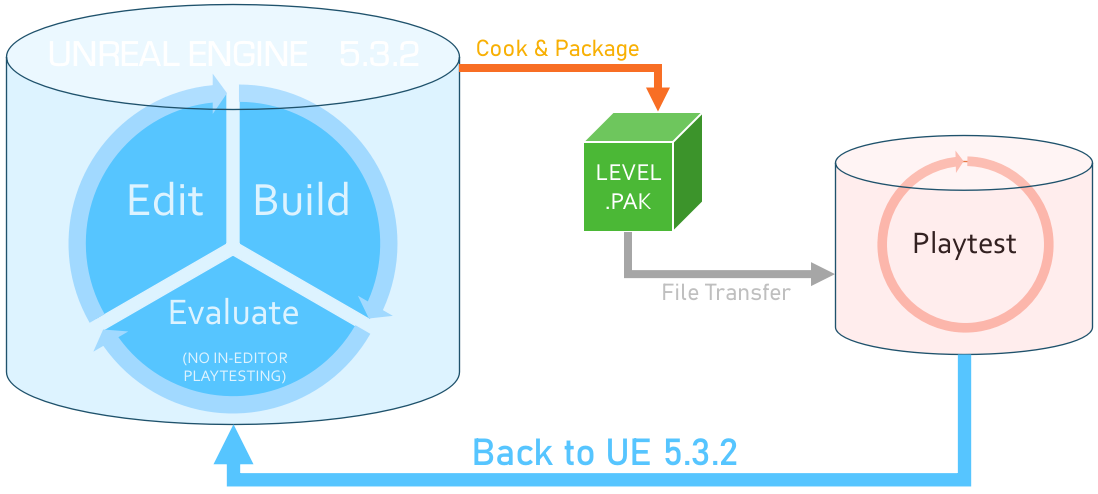 UNREAL ENGINE 5.3.2
Cook & Package
LEVEL
.PAK
Edit
Build
Playtest
File Transfer
Evaluate
(NO IN-EDITOR
PLAYTESTING)
Back to UE 5.3.2